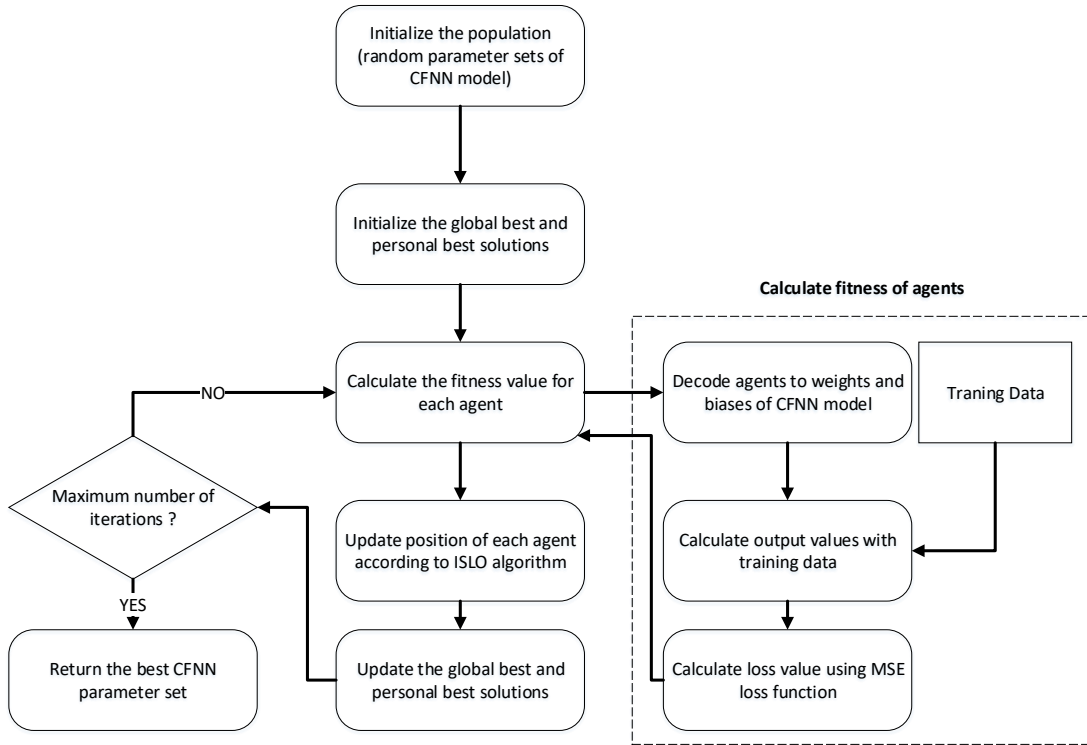 Initialize the population
(random parameter sets of
CFNN model)
Initialize the global best and
personal best solutions
Calculate fitness of agents
Calculate the fitness value for
each agent
Decode agents to weights and
biases of CFNN model
Traning Data
NO
Maximum number of
iterations ?
Update position of each agent
according to ISLO algorithm
Calculate output values with
training data
YES
Return the best CFNN
parameter set
Update the global best and
personal best solutions
Calculate loss value using MSE
loss function